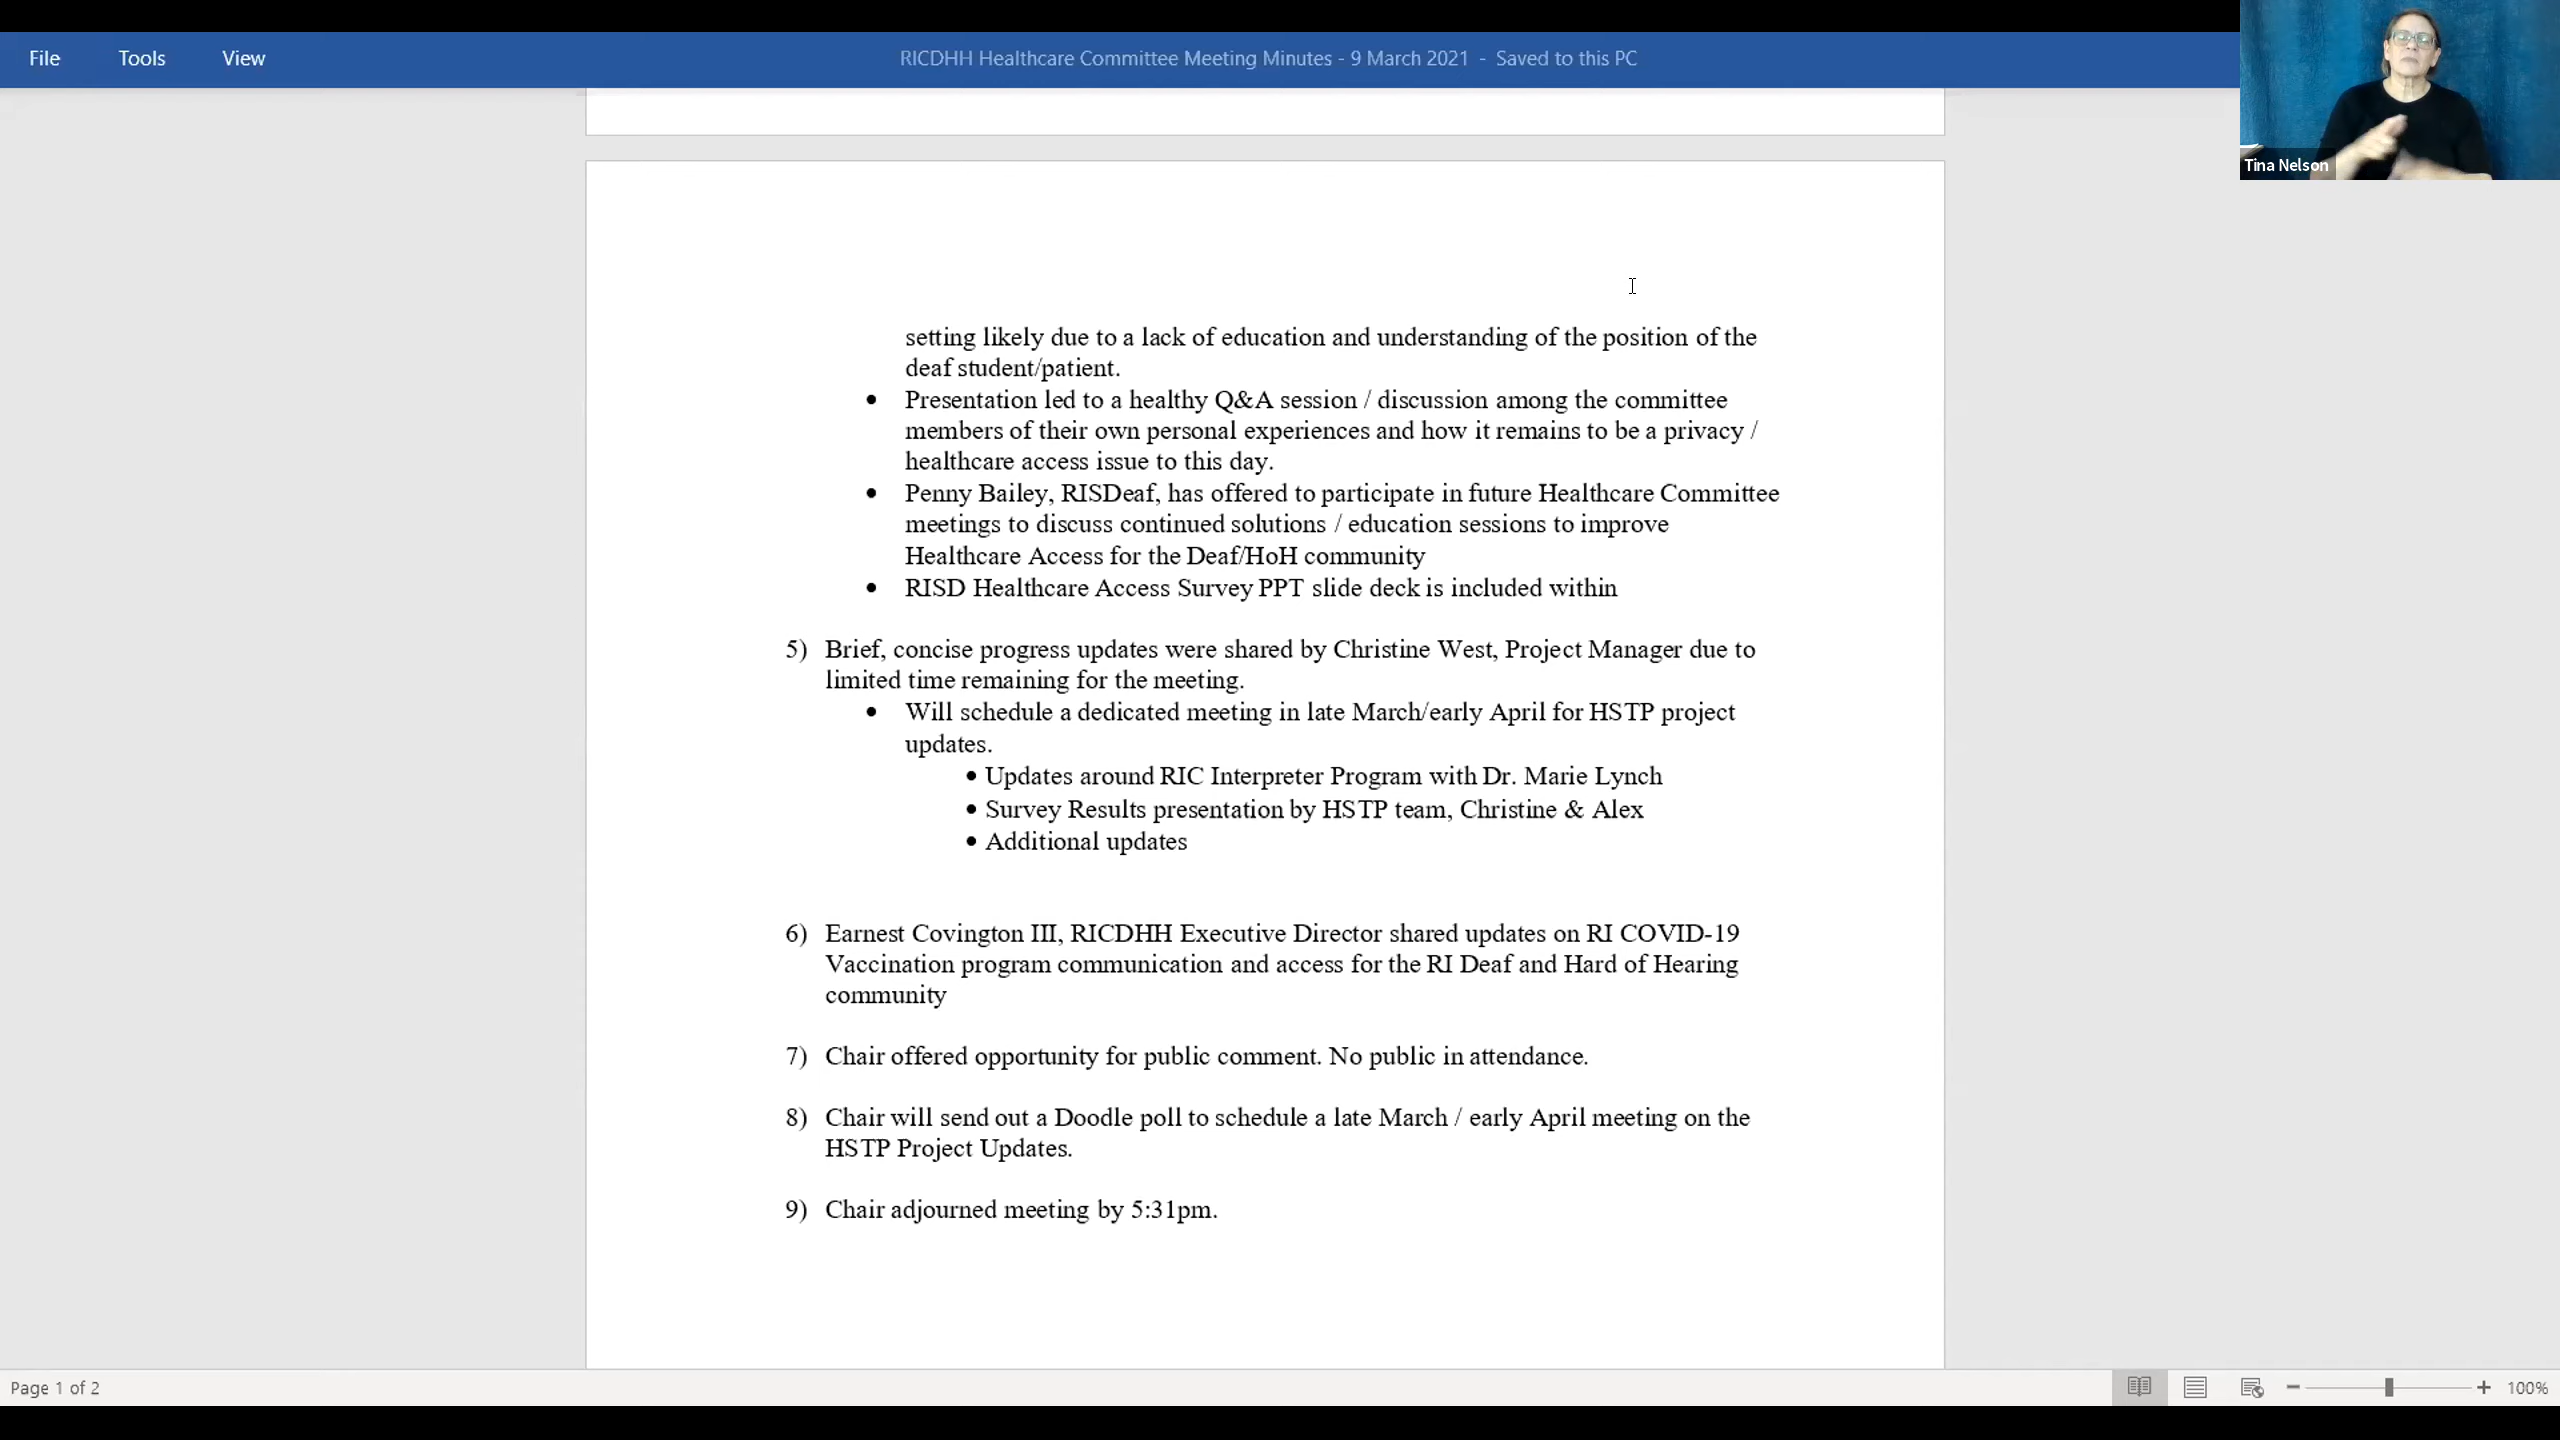 File Tools View RICDHH Healthcare Committee Meeting Minutes - 9 March 2021 - Saved to this PC
Tina Nelson
setting likely due to a lack of education and understanding of the position of the
deaf student/patient.
• Presentation led to a healthy Q&A session / discussion among the committee
members of their own personal experiences and how it remains to be a privacy /
healthcare access issue to this day.
• Penny Bailey, RISDeaf, has offered to participate in future Healthcare Committee
meetings to discuss continued solutions / education sessions to improve
Healthcare Access for the Deaf/HoH community
• RISD Healthcare Access Survey PPT slide deck is included within
5) Brief, concise progress updates were shared by Christine West, Project Manager due to
limited time remaining for the meeting.
• Will schedule a dedicated meeting in late March/early April for HSTP project
updates.
• Updates around RIC Interpreter Program with Dr. Marie Lynch
• Survey Results presentation by HSTP team, Christine & Alex
• Additional updates
6) Earnest Covington III, RICDHH Executive Director shared updates on RI COVID-19
Vaccination program communication and access for the RI Deaf and Hard of Hearing
community
7) Chair offered opportunity for public comment. No public in attendance.
8) Chair will send out a Doodle poll to schedule a late March / early April meeting on the
HSTP Project Updates.
9) Chair adjourned meeting by 5:31pm.
Page 1 of 2 100%